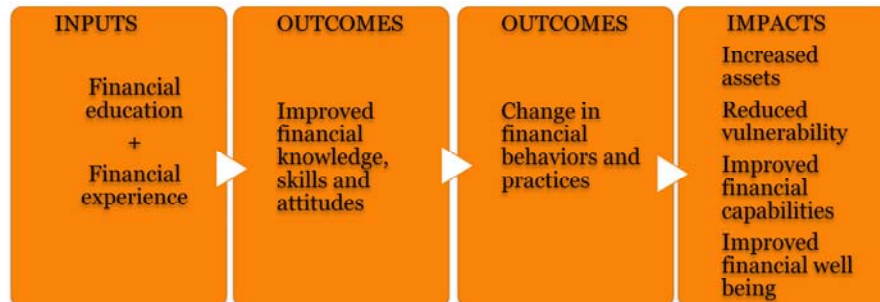 INPUTS
Financial
education
+
Financial
experience
OUTCOMES
Improved
financial
knowledge,
skills and
attitudes
OUTCOMES
Change in
financial
behaviors and
practices
IMPACTS
Increased
assets
Reduced
vulnerability
Improved
financial
capabilities
Improved
financial well
being